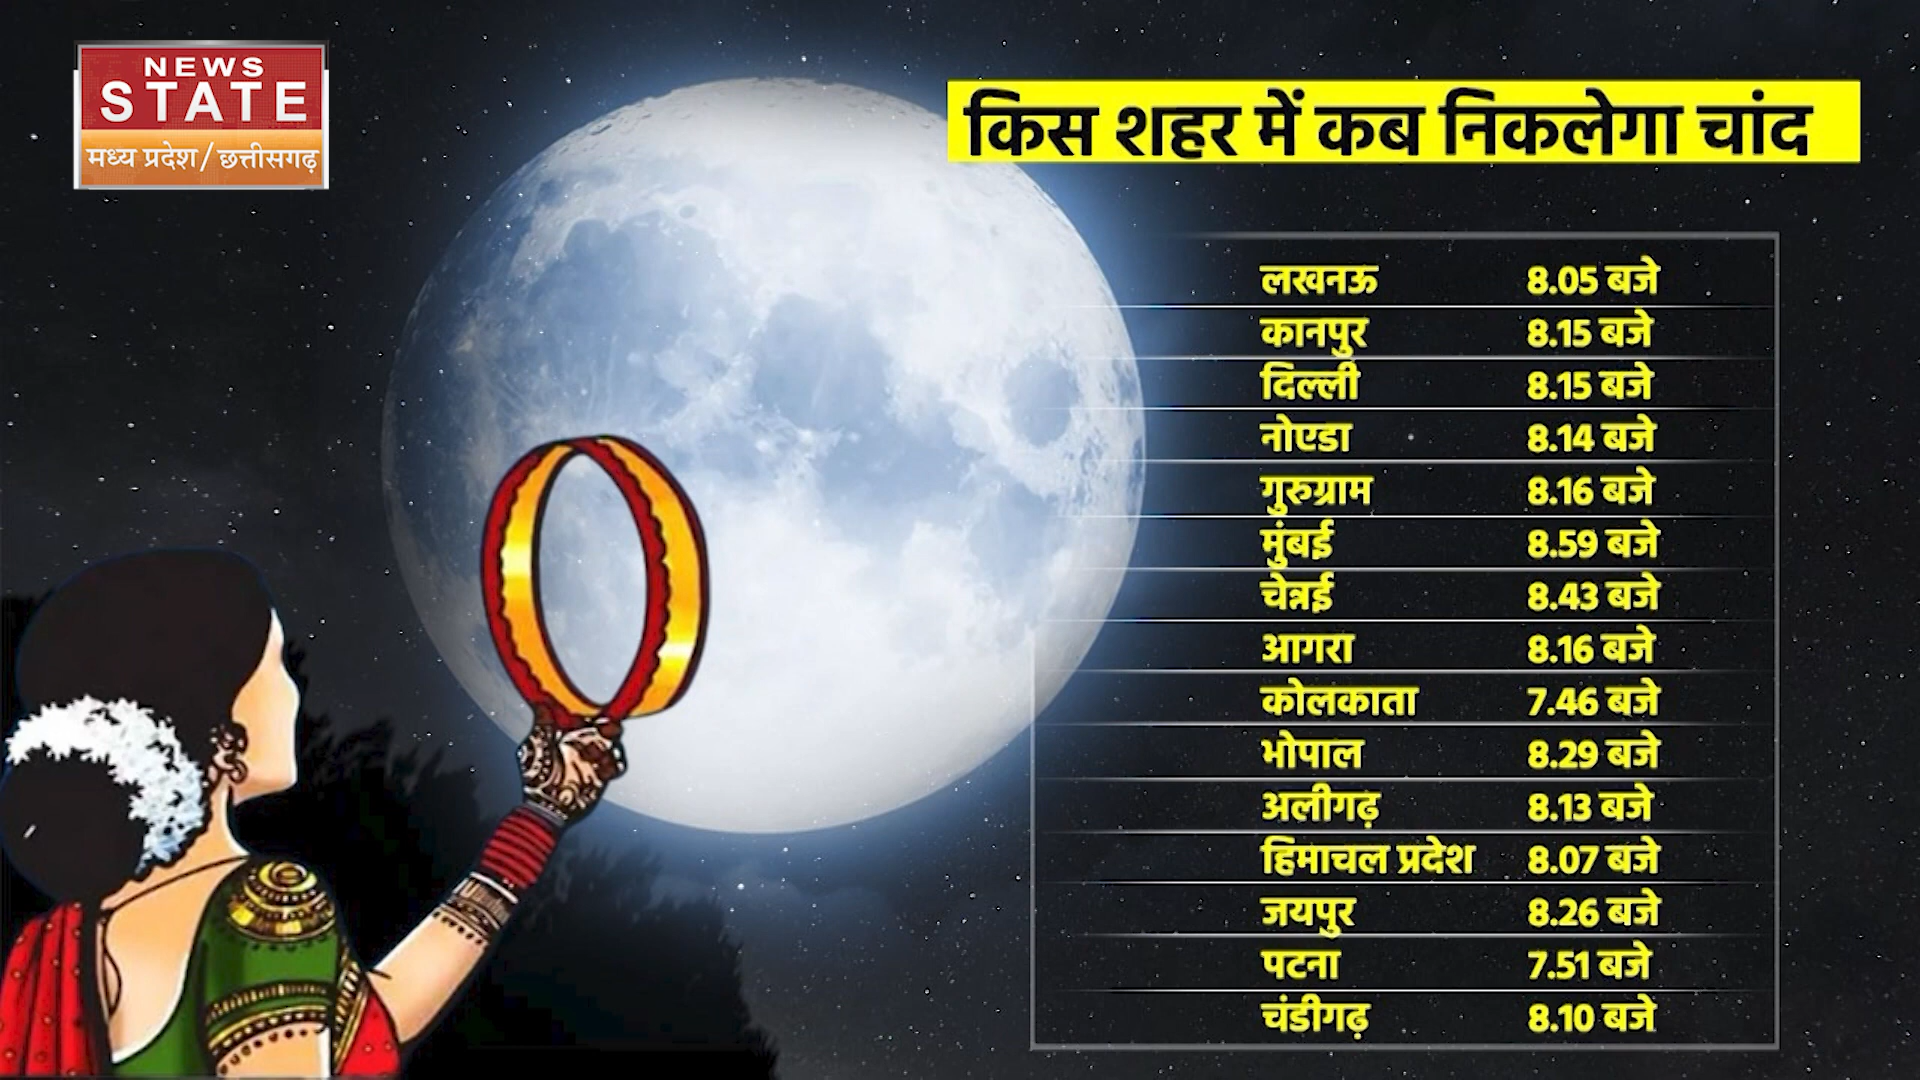 NEWS
STATE
मध्य प्रदेश/छत्तीसगढ़
किस शहर में कब निकलेगा चांद
लखनऊ 8.05 बजे
कानपुर 8.15 बजे
दिल्ली 8.15 बजे
नोएडा 8.14 बजे
गुरुग्राम 8.16 बजे
मुंबई 8.59 बजे
चेन्नई 8.43 बजे
आगरा 8.16 बजे
कोलकाता 7.46 बजे
भोपाल 8.29 बजे
अलीगढ़ 8.13 बजे
हिमाचल प्रदेश 8.07 बजे
जयपुर 8.26 बजे
पटना 7.51 बजे
चंडीगढ़ 8.10 बजे